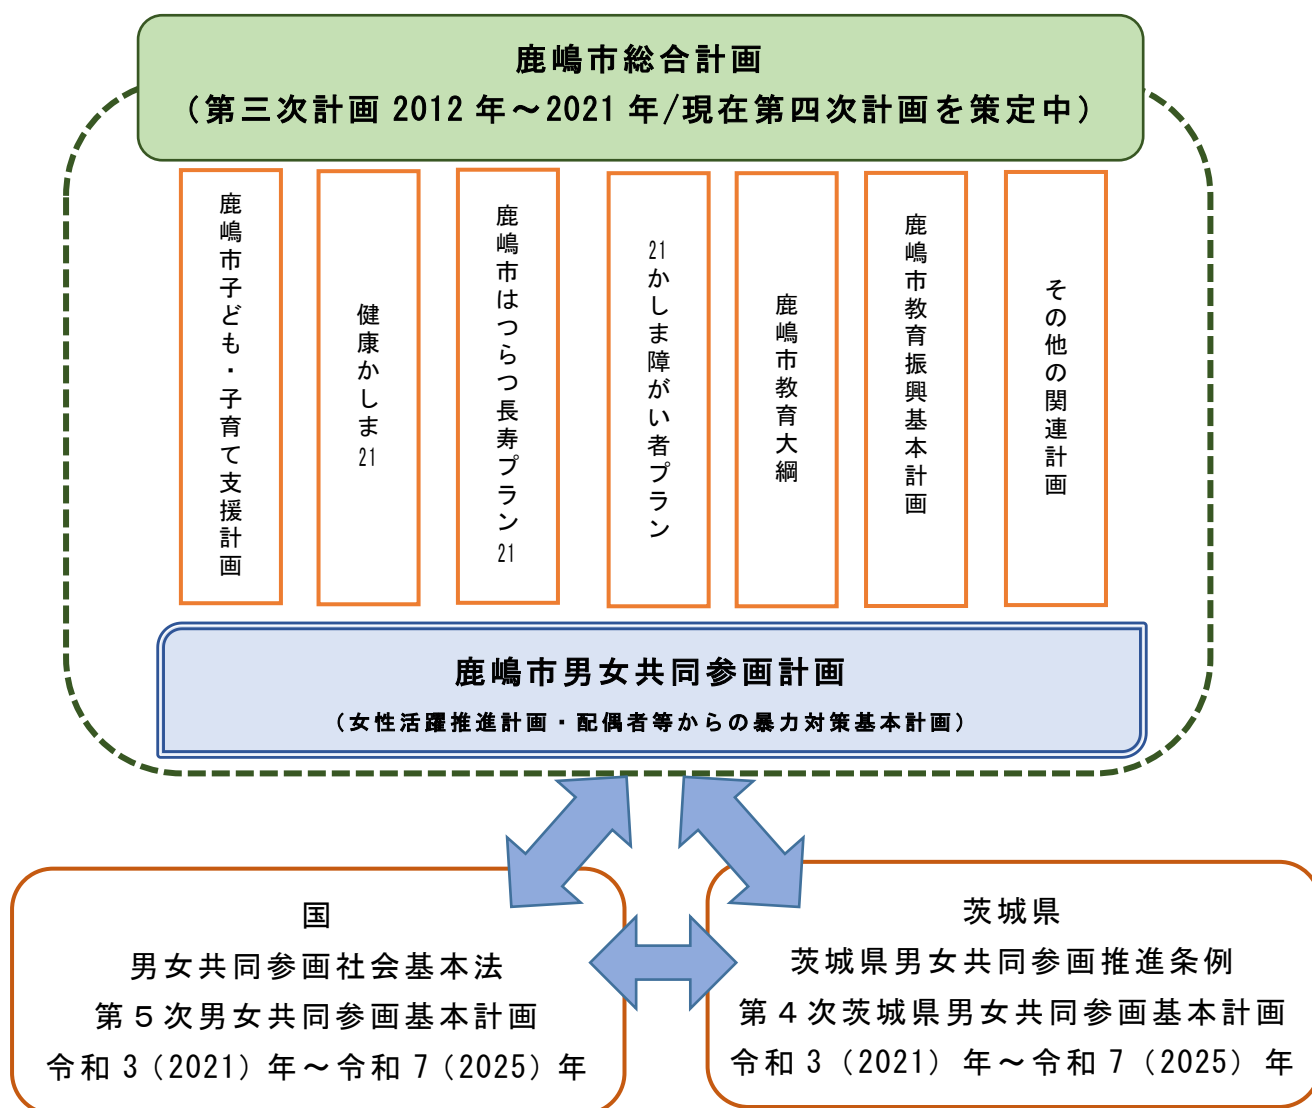 鹿嶋市総合計画
（第三次計画 2012 年～2021 年/現在第四次計画を策定中）
鹿嶋市子ども・子育て支援計画
健康かしま21
鹿嶋市はつらつ長寿プラン21
21かしま障がい者プラン
鹿嶋市教育大綱
鹿嶋市教育振興基本計画
その他の関連計画
鹿嶋市男女共同参画計画
（女性活躍推進計画・配偶者等からの暴力対策基本計画）
国
男女共同参画社会基本法
第５次男女共同参画基本計画
令和 3（2021）年～令和 7（2025）年
茨城県
茨城県男女共同参画推進条例
第４次茨城県男女共同参画基本計画
令和 3（2021）年～令和 7（2025）年